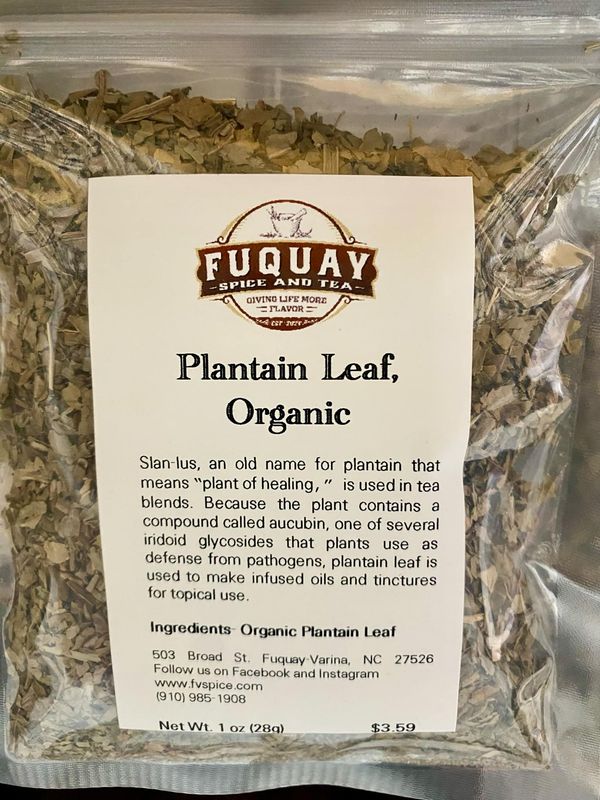 FUQUAY
SPICE AND TEA
GIVING LIFE MORE
FLAVOR
Plantain Leaf,
Organic
Slan-lus, an old name for plantain that
means “plant of healing, ” is used in tea
blends. Because the plant contains a
compound called aucubin, one of several
iridoid glycosides that plants use as
defense from pathogens, plantain leaf is
used to make infused oils and tinctures
for topical use.
Ingredients- Organic Plantain Leaf
503 Broad St. Fuquay-Varina, NC 27526
Follow us on Facebook and Instagram
www.fvspice.com
(910) 985-1908
Net Wt. 1 oz (28g) $3.59